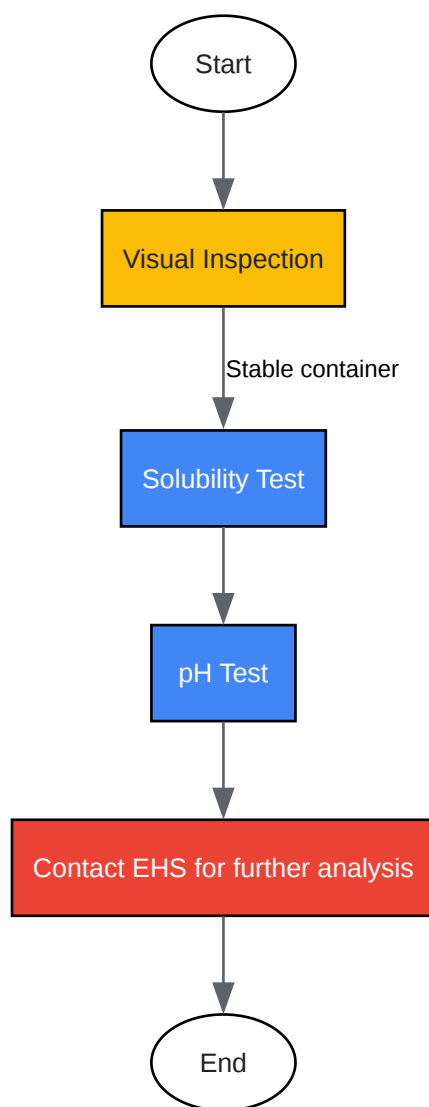 Start
Visual Inspection
Stable container
Solubility Test
pH Test
Contact EHS for further analysis
End